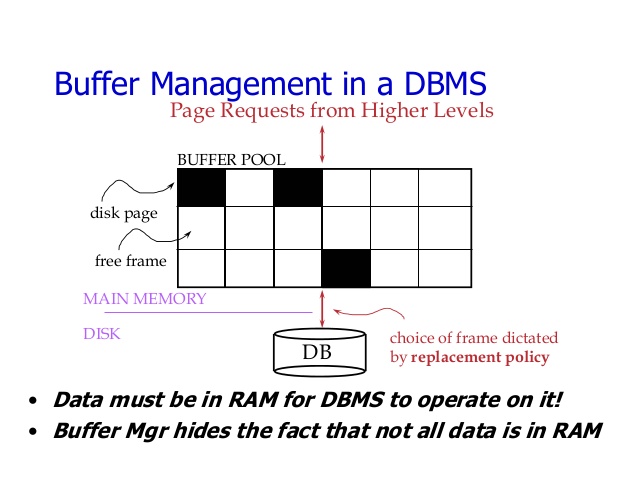 Buffer Management in a DBMS
Page Requests from Higher Levels
BUFFER POOL
disk page
free frame
MAIN MEMORY
DISK
DB
choice of frame dictated
by replacement policy
• Data must be in RAM for DBMS to operate on it!
• Buffer Mgr hides the fact that not all data is in RAM